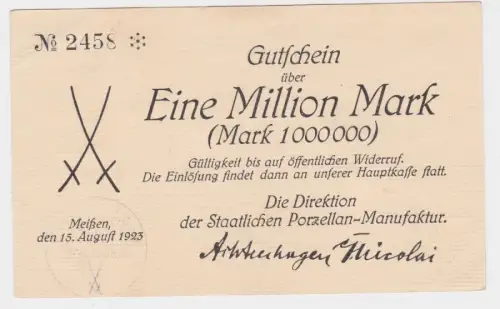 № 2458 ❊
Gutschein
über
Eine Million Mark
(Mark 1000000)
Gültigkeit bis auf öffentlichen Widerruf.
Die Einlösung findet dann an unserer Hauptkasse statt.
Meißen,
den 15. August 1923
Die Direktion
der Staatlichen Porzellan-Manufaktur.
Nicolai